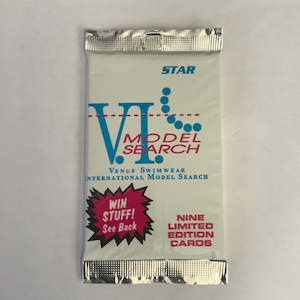 STAR
V.I.
MODEL
SEARCH
VENUS SWIMWEAR
INTERNATIONAL MODEL SEARCH
WIN
STUFF!
See Back
NINE
LIMITED
EDITION
CARDS